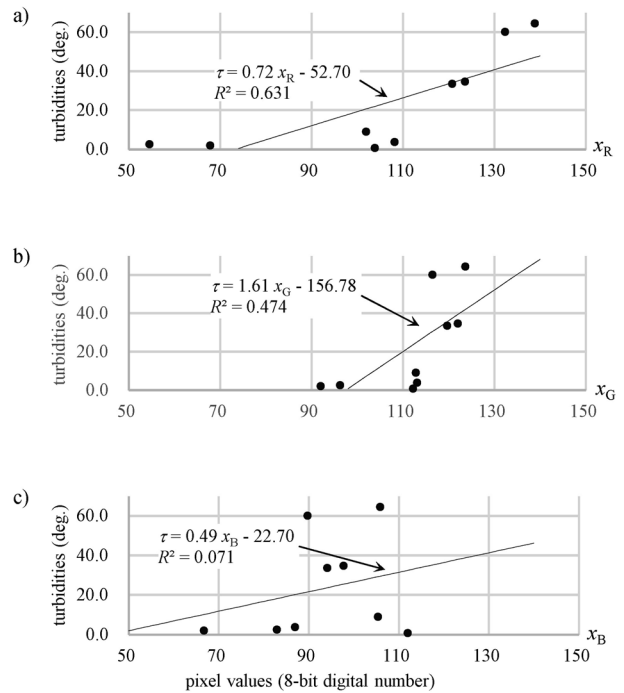 a)
turbidities (deg.)
60.0
40.0
20.0
0.0
τ = 0.72 xR - 52.70
R² = 0.631
50 70 90 110 130 150
xR
b)
turbidities (deg.)
60.0
40.0
20.0
0.0
τ = 1.61 xG - 156.78
R² = 0.474
50 70 90 110 130 150
xG
c)
turbidities (deg.)
60.0
40.0
20.0
0.0
τ = 0.49 xB - 22.70
R² = 0.071
50 70 90 110 130 150
xB
pixel values (8-bit digital number)